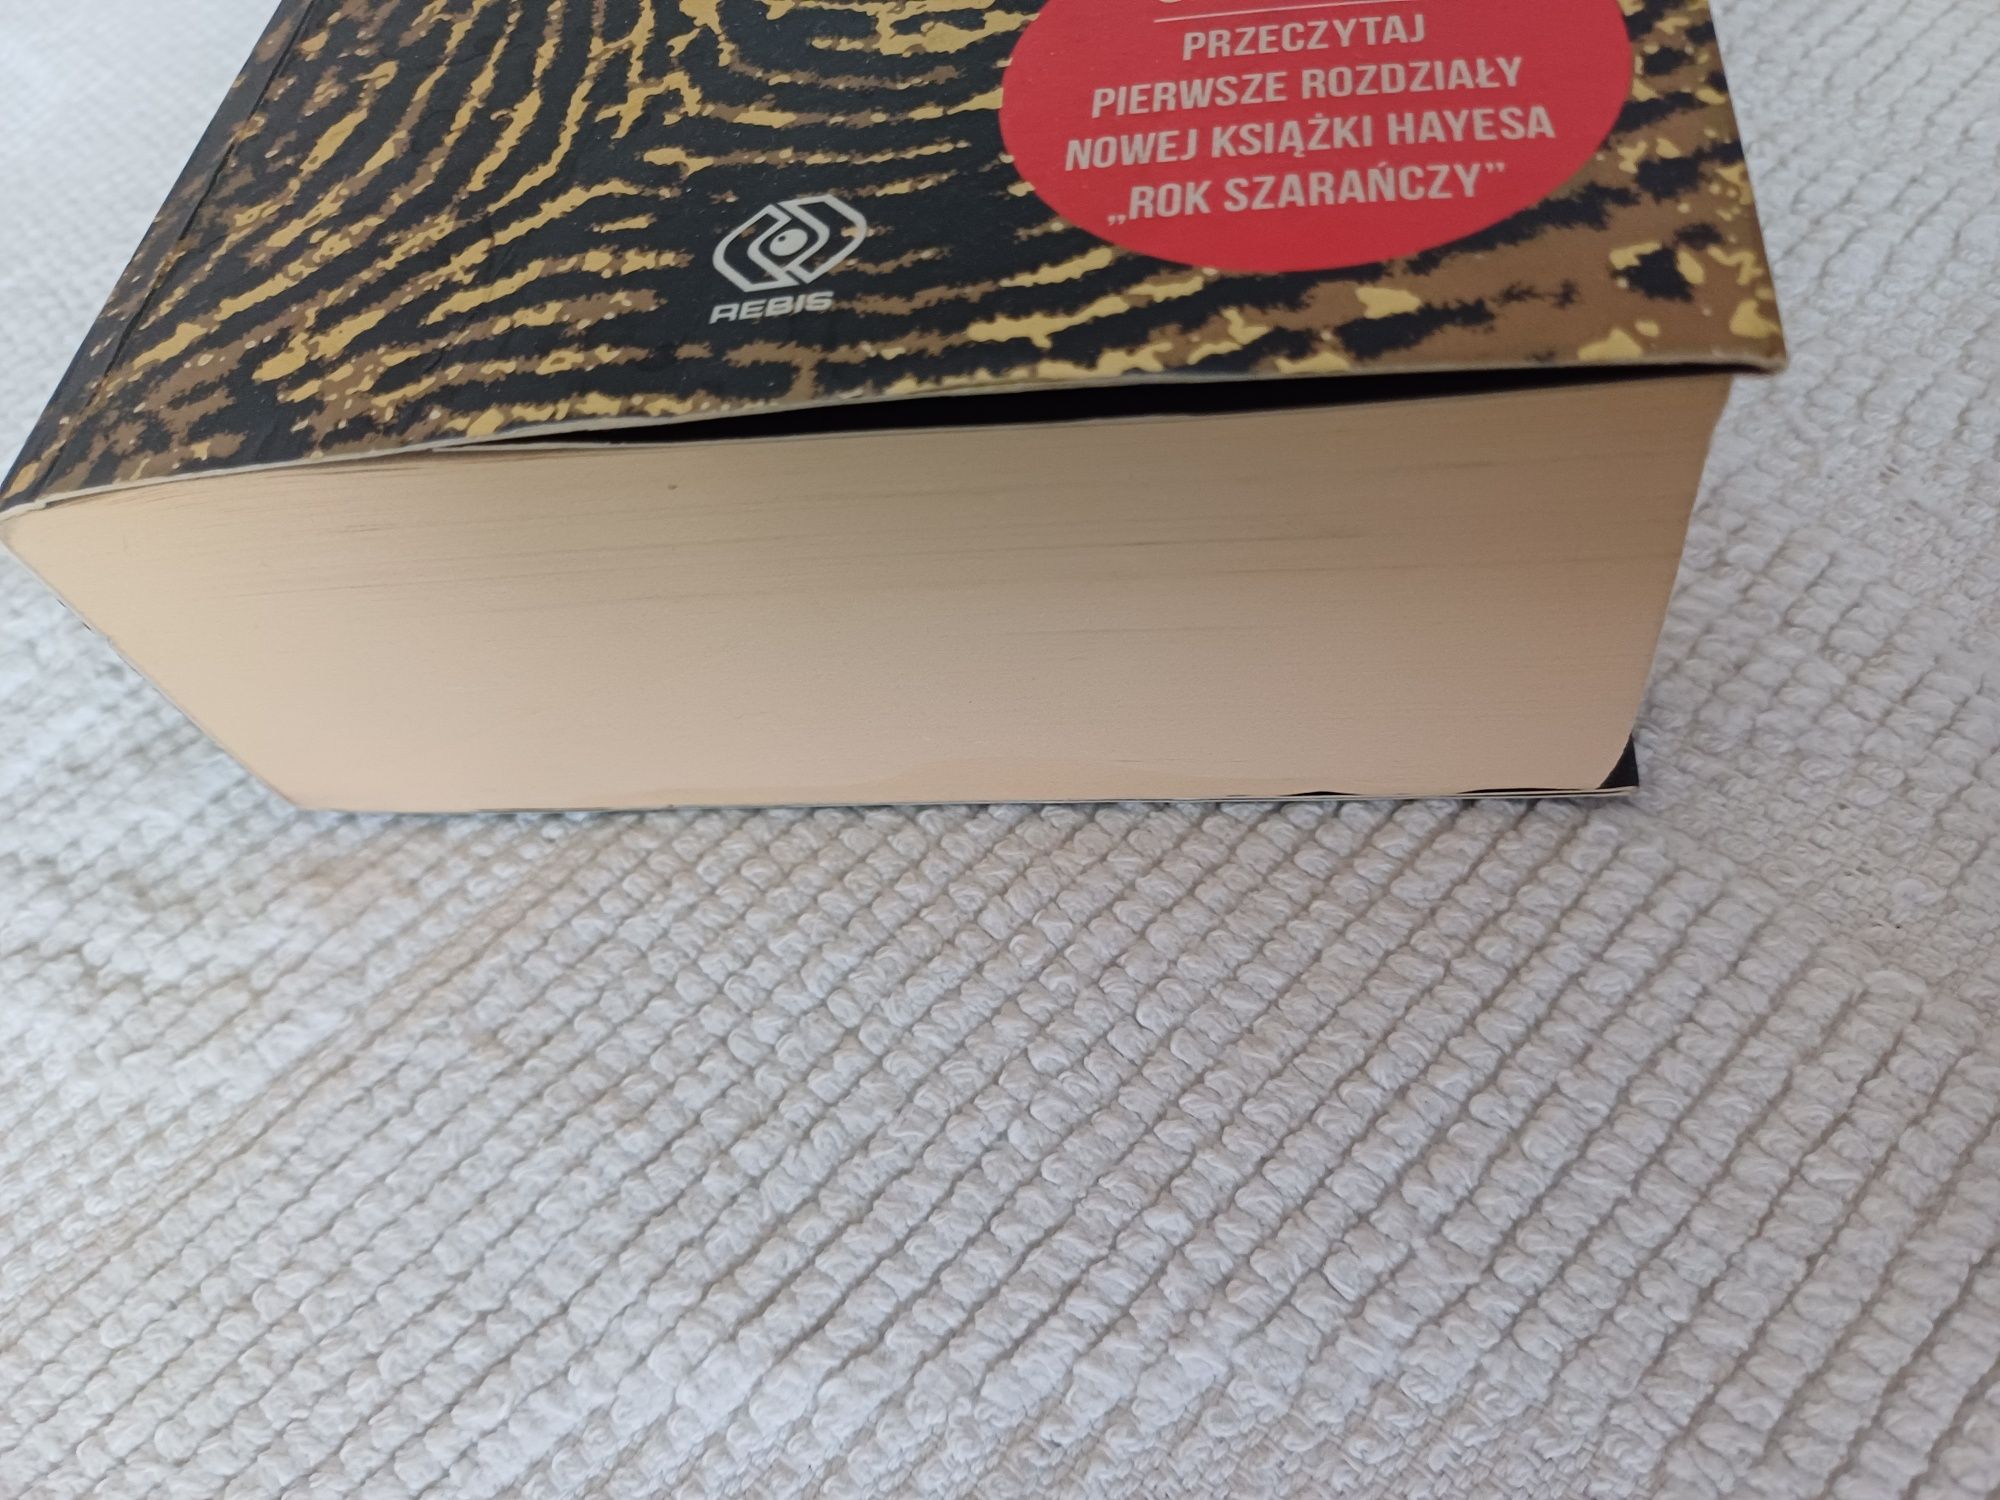 PRZECZYTAJ
PIERWSZE ROZDZIAŁY
NOWEJ KSIĄŻKI HAYESA
„ROK SZARAŃCZY”
REBIS